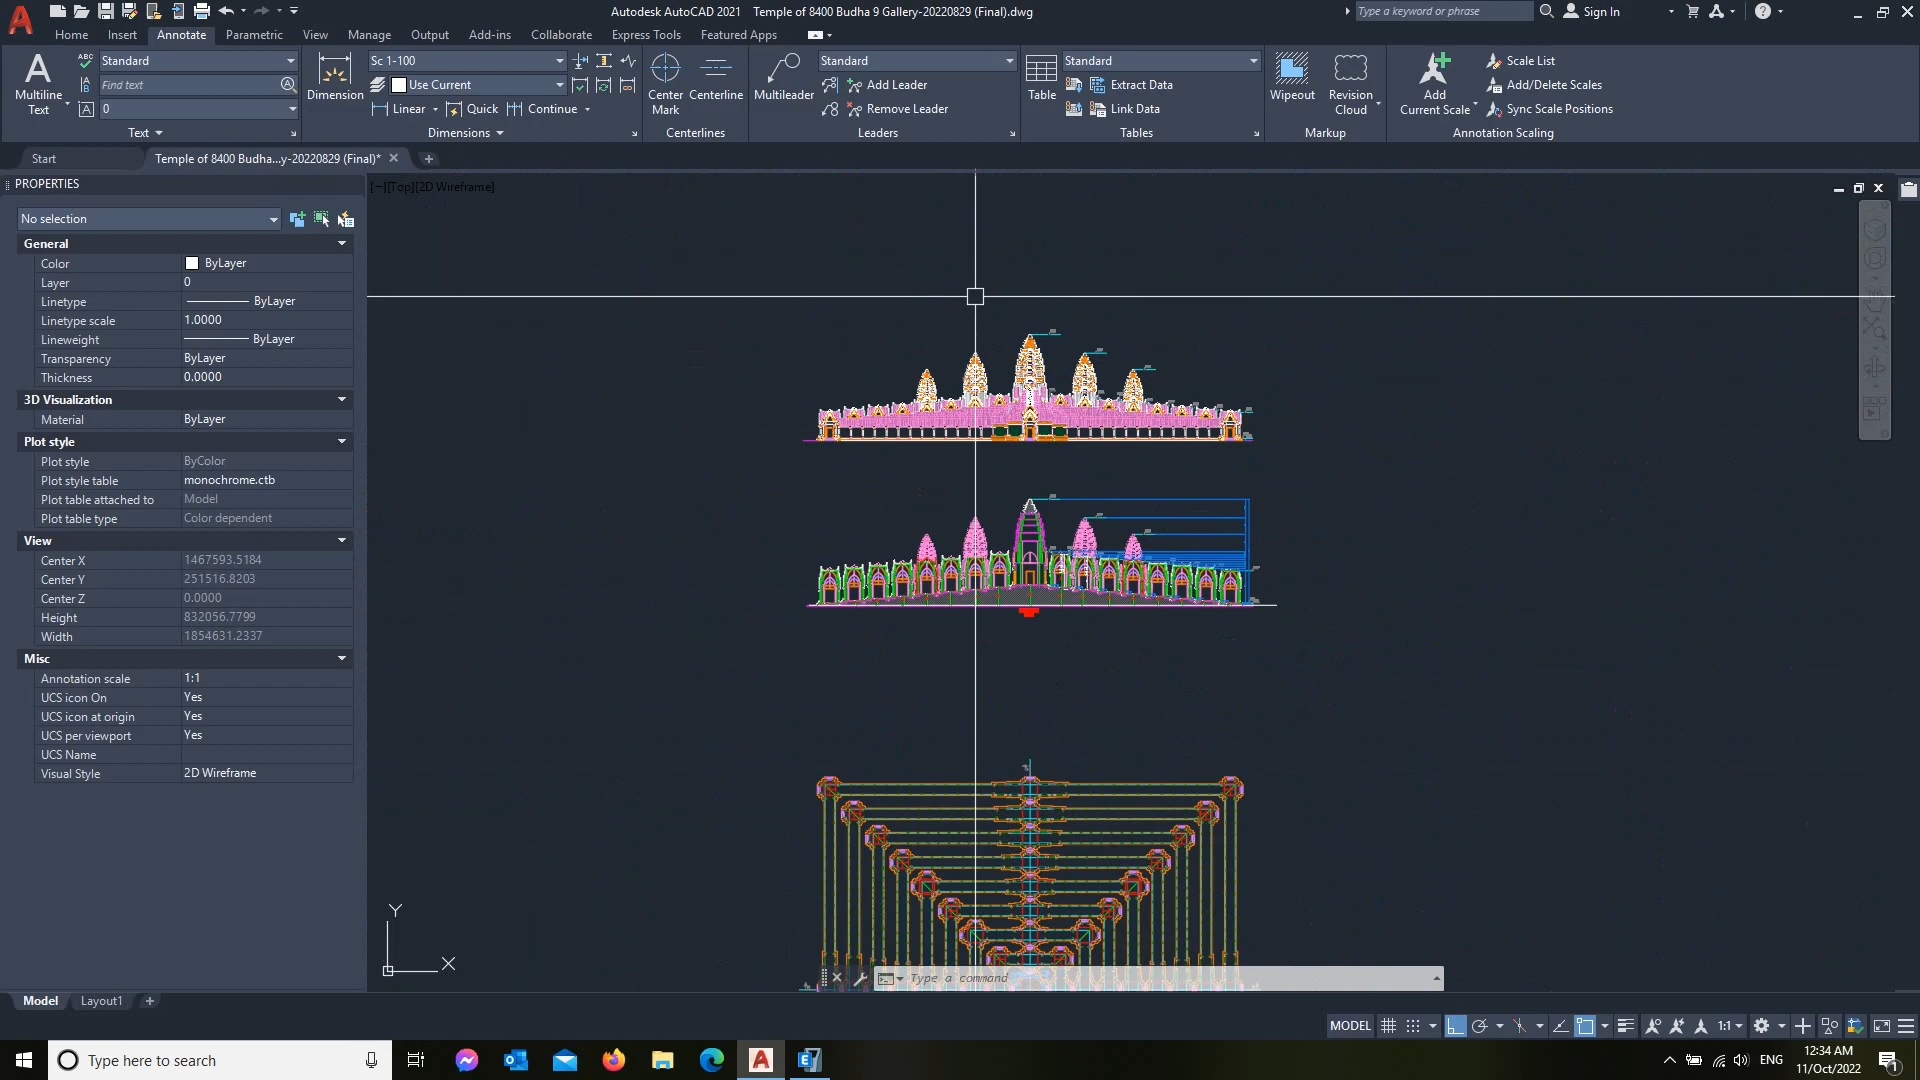 Autodesk AutoCAD 2021 Temple of 8400 Budha 9 Gallery-20220829 (Final).dwg
Type a keyword or phrase
Sign In
Home Insert Annotate Parametric View Manage Output Add-ins Collaborate Express Tools Featured Apps
Multiline
Text
ABC
Standard
Find text
0
Text
Dimension
Sc 1-100
Use Current
Linear Quick Continue
Dimensions
Center
Mark
Centerline
Centerlines
Multileader
Standard
Add Leader
Remove Leader
Leaders
Table
Standard
Extract Data
Link Data
Tables
Wipeout
Revision
Cloud
Markup
Add
Current Scale
Scale List
Add/Delete Scales
Sync Scale Positions
Annotation Scaling
Start
Temple of 8400 Budha...y-20220829 (Final)*
PROPERTIES
No selection
General
Color ByLayer
Layer 0
Linetype ByLayer
Linetype scale 1.0000
Lineweight ByLayer
Transparency ByLayer
Thickness 0.0000
3D Visualization
Material ByLayer
Plot style
Plot style ByColor
Plot style table monochrome.ctb
Plot table attached to Model
Plot table type Color dependent
View
Center X 1467593.5184
Center Y 251516.8203
Center Z 0.0000
Height 832056.7799
Width 1854631.2337
Misc
Annotation scale 1:1
UCS icon On Yes
UCS icon at origin Yes
UCS per viewport Yes
UCS Name
Visual Style 2D Wireframe
[−][Top][2D Wireframe]
Y
X
Type a command
Model Layout1
MODEL
1:1
Type here to search
ENG
12:34 AM
11/Oct/2022
1